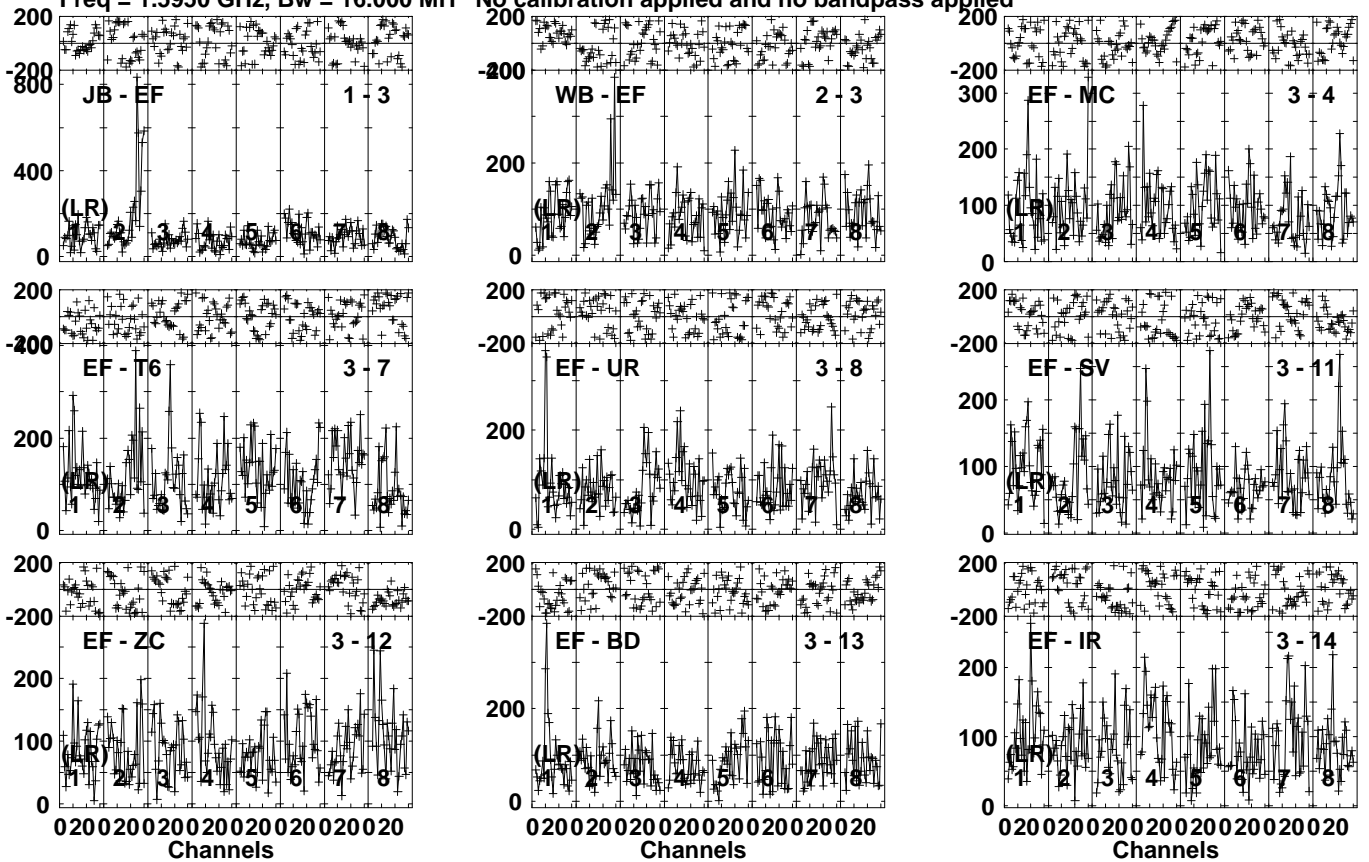 Freq = 1.5950 GHz, Bw = 16.000 MH No calibration applied and no bandpass applied
200
-200
JB - EF 1 - 3
800
400
0
(LR)
1 2 3 4 5 6 7 8
200
-200
WB - EF 2 - 3
400
200
0
(LR)
1 2 3 4 5 6 7 8
200
-200
EF - MC 3 - 4
300
200
100
0
(LR)
1 2 3 4 5 6 7 8
200
-200
EF - T6 3 - 7
400
200
0
(LR)
1 2 3 4 5 6 7 8
200
-200
EF - UR 3 - 8
200
0
(LR)
1 2 3 4 5 6 7 8
200
-200
EF - SV 3 - 11
200
100
0
(LR)
1 2 3 4 5 6 7 8
200
-200
EF - ZC 3 - 12
200
100
0
(LR)
1 2 3 4 5 6 7 8
0 20 0 20 0 20 0 20 0 20 0 20 0 20 0 20
Channels
200
-200
EF - BD 3 - 13
200
0
(LR)
1 2 3 4 5 6 7 8
0 20 0 20 0 20 0 20 0 20 0 20 0 20 0 20
Channels
200
-200
EF - IR 3 - 14
200
100
0
(LR)
1 2 3 4 5 6 7 8
0 20 0 20 0 20 0 20 0 20 0 20 0 20 0 20
Channels